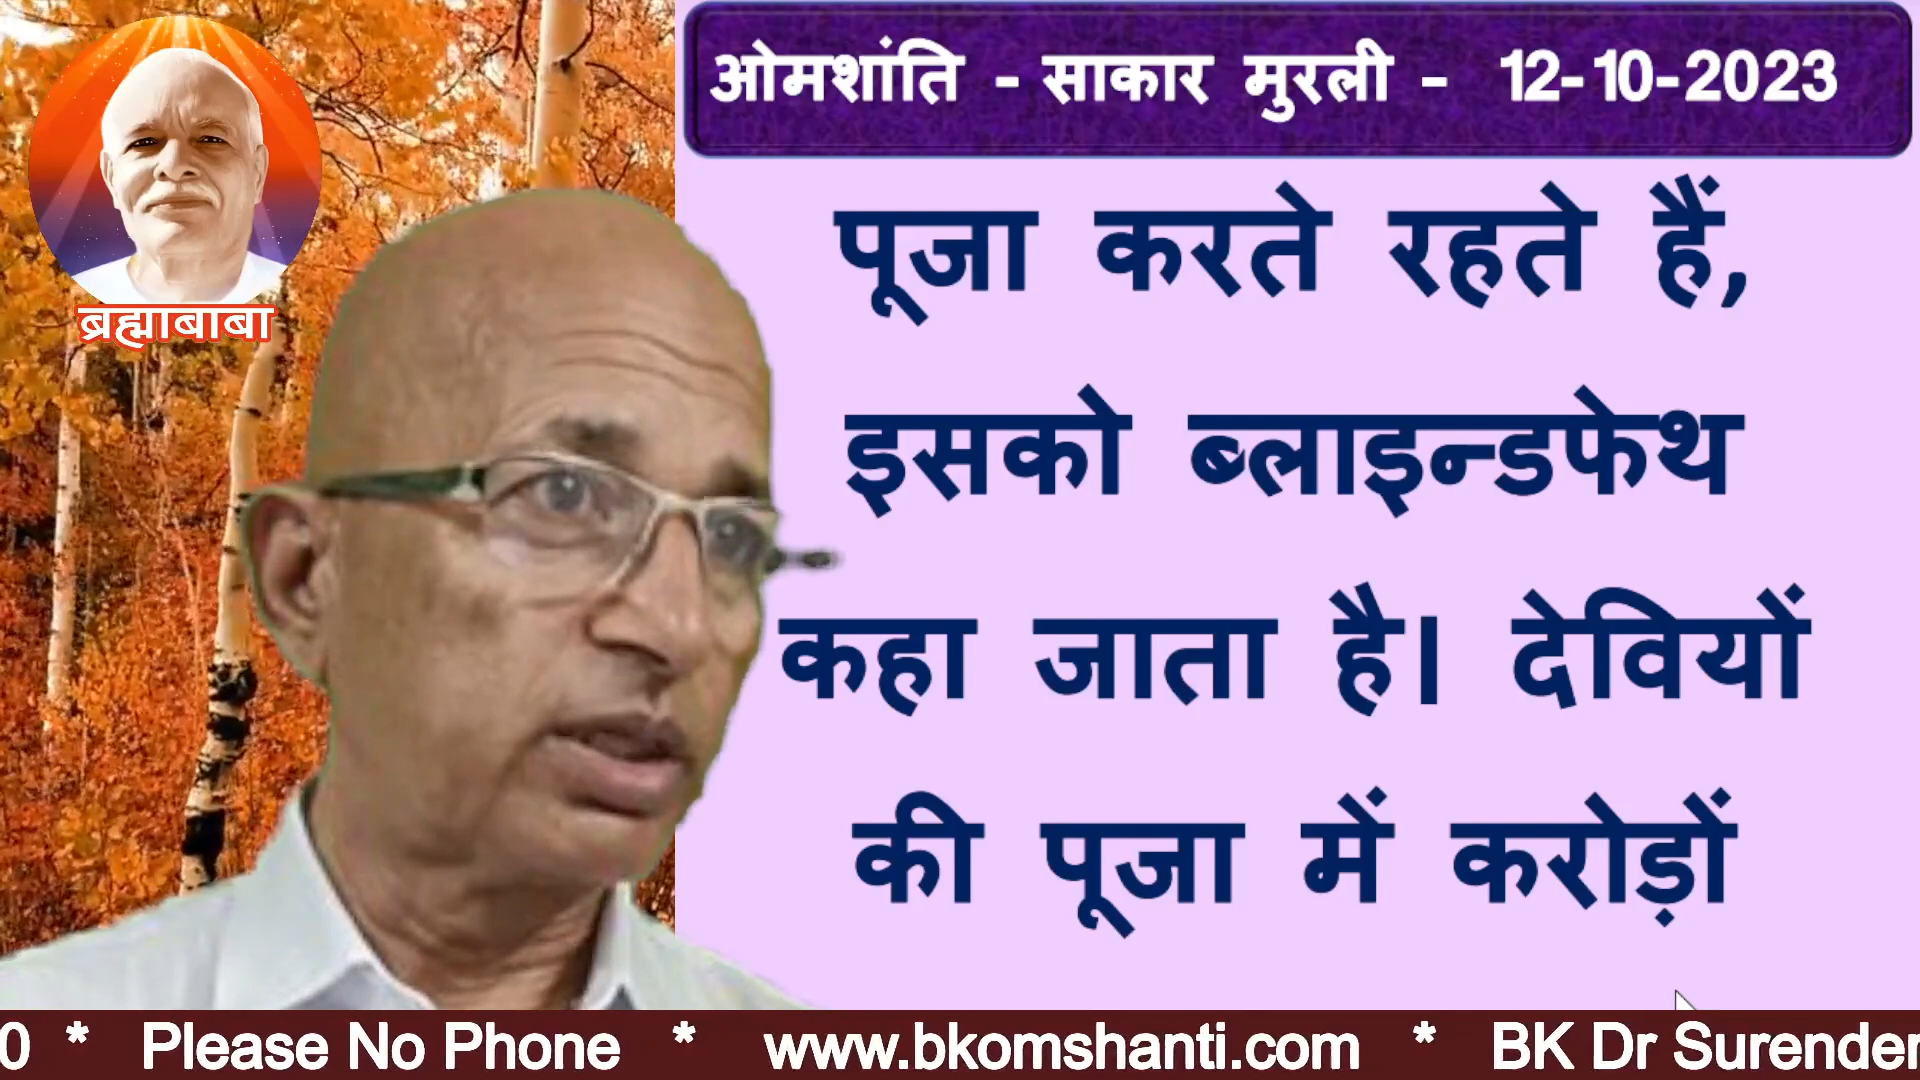 ओमशांति - साकार मुरली - 12-10-2023
ब्रह्माबाबा
पूजा करते रहते हैं,
इसको ब्लाइन्डफेथ
कहा जाता है। देवियों
की पूजा में करोड़ों
0 * Please No Phone * www.bkomshanti.com * BK Dr Surender